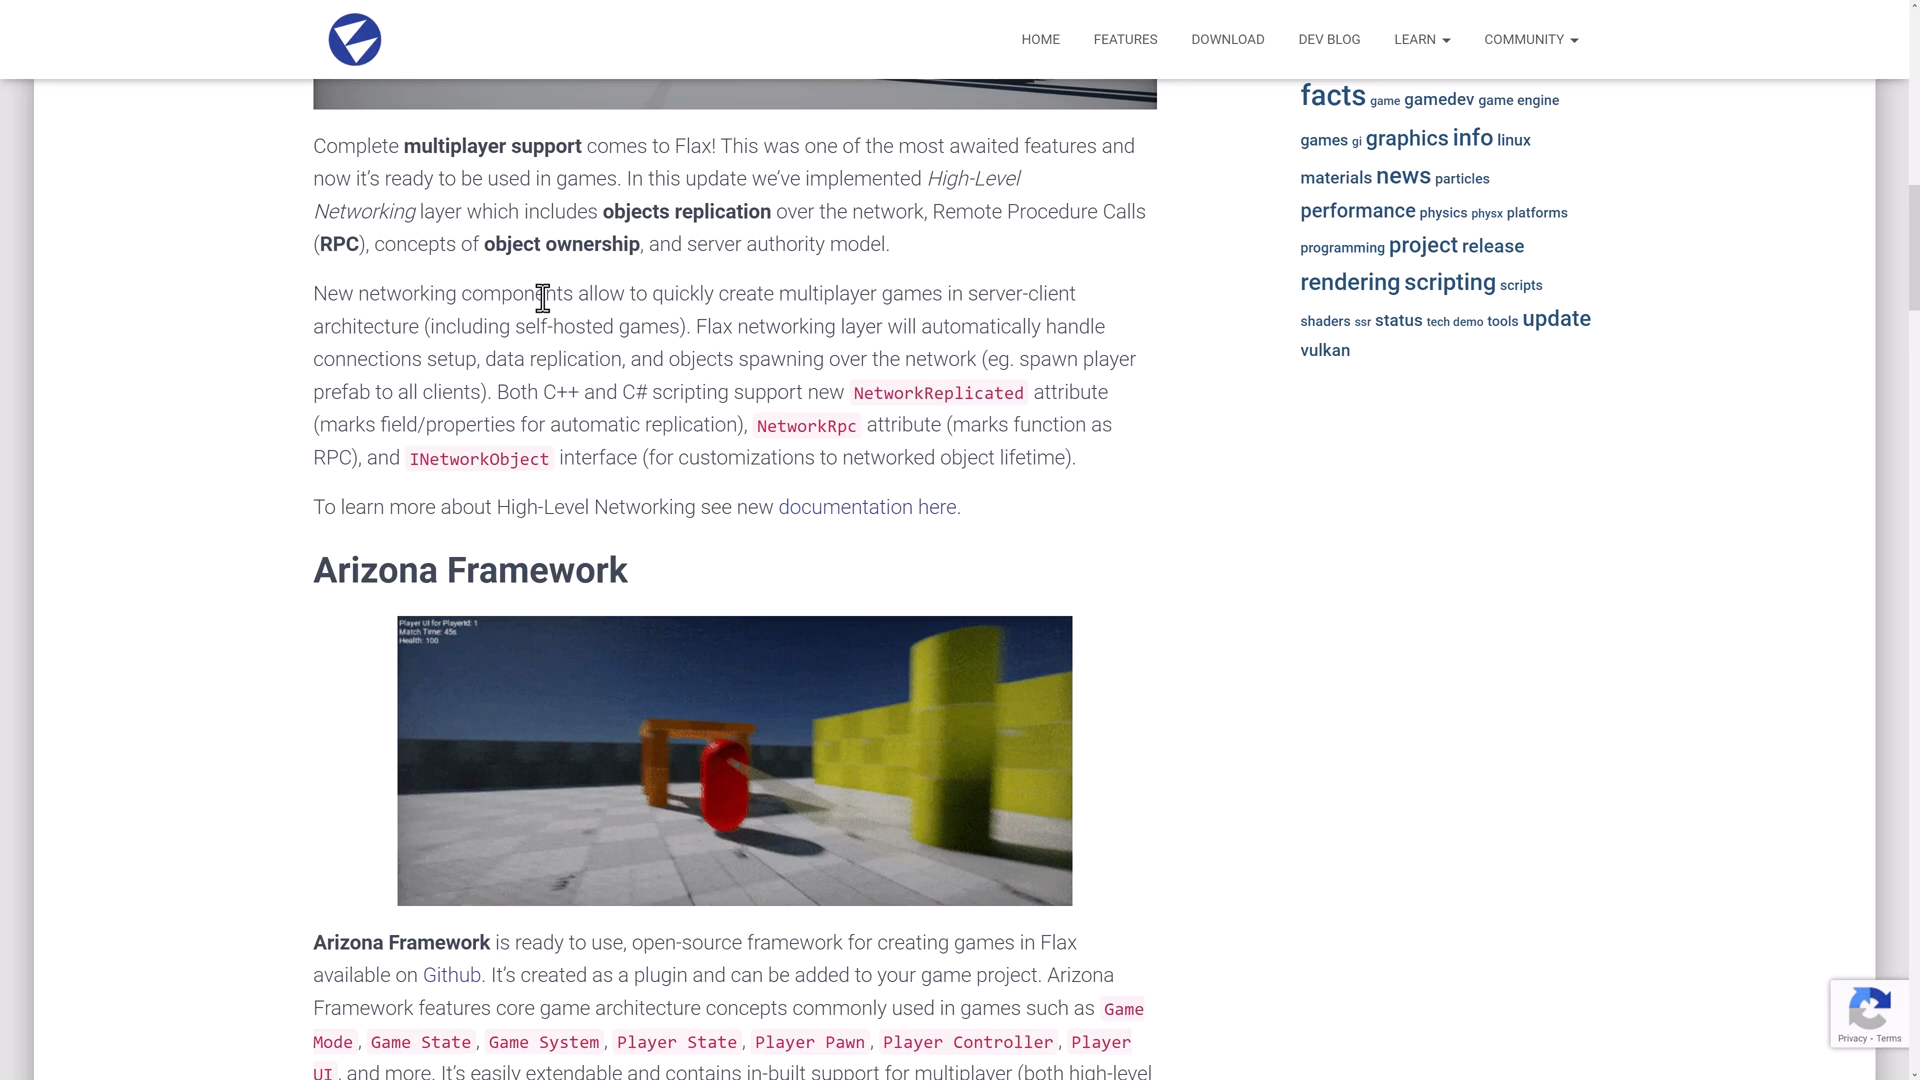 HOME FEATURES DOWNLOAD DEV BLOG LEARN COMMUNITY
Complete multiplayer support comes to Flax! This was one of the most awaited features and
now it’s ready to be used in games. In this update we’ve implemented High-Level
Networking layer which includes objects replication over the network, Remote Procedure Calls
(RPC), concepts of object ownership, and server authority model.
New networking components allow to quickly create multiplayer games in server-client
architecture (including self-hosted games). Flax networking layer will automatically handle
connections setup, data replication, and objects spawning over the network (eg. spawn player
prefab to all clients). Both C++ and C# scripting support new NetworkReplicated attribute
(marks field/properties for automatic replication), NetworkRpc attribute (marks function as
RPC), and INetworkObject interface (for customizations to networked object lifetime).
To learn more about High-Level Networking see new documentation here.
Arizona Framework
Player UI for PlayerId: 1
Match Time: 45s
Health: 100
Arizona Framework is ready to use, open-source framework for creating games in Flax
available on Github. It’s created as a plugin and can be added to your game project. Arizona
Framework features core game architecture concepts commonly used in games such as Game
Mode, Game State, Game System, Player State, Player Pawn, Player Controller, Player
UI, and more. It’s easily extendable and contains in-built support for multiplayer (both high-level
facts game gamedev game engine
games gi graphics info linux
materials news particles
performance physics physx platforms
programming project release
rendering scripting scripts
shaders ssr status tech demo tools update
vulkan
Privacy - Terms